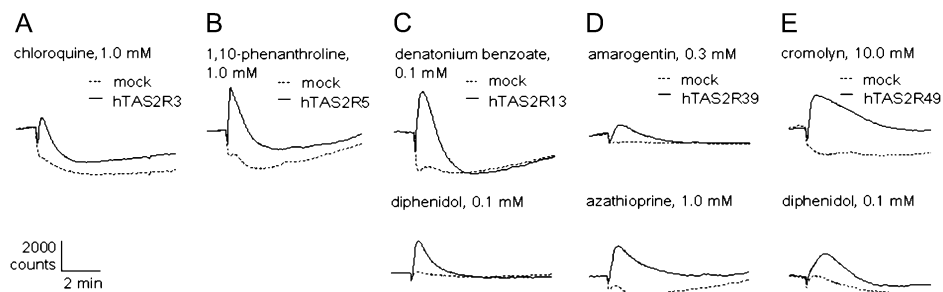 A
chloroquine, 1.0 mM
mock
hTAS2R3
B
1,10-phenanthroline,
1.0 mM
mock
hTAS2R5
C
denatonium benzoate,
0.1 mM
mock
hTAS2R13
D
amarogentin, 0.3 mM
mock
hTAS2R39
E
cromolyn, 10.0 mM
mock
hTAS2R49
diphenidol, 0.1 mM
azathioprine, 1.0 mM
diphenidol, 0.1 mM
2000
counts
2 min